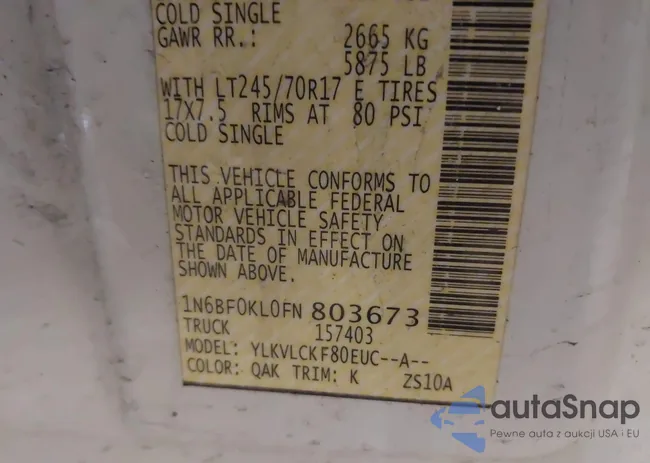 COLD SINGLE
GAWR RR.: 2665 KG
5875 LB
WITH LT245/70R17 E TIRES
17X7.5 RIMS AT 80 PSI
COLD SINGLE
THIS VEHICLE CONFORMS TO
ALL APPLICABLE FEDERAL
MOTOR VEHICLE SAFETY
STANDARDS IN EFFECT ON
THE DATE OF MANUFACTURE
SHOWN ABOVE.
1N6BF0KL0FN 803673
TRUCK 157403
MODEL: YLKVLCKF80EUC--A--
COLOR: QAK TRIM: K ZS10A
autaSnap
Pewne auta z aukcji USA i EU